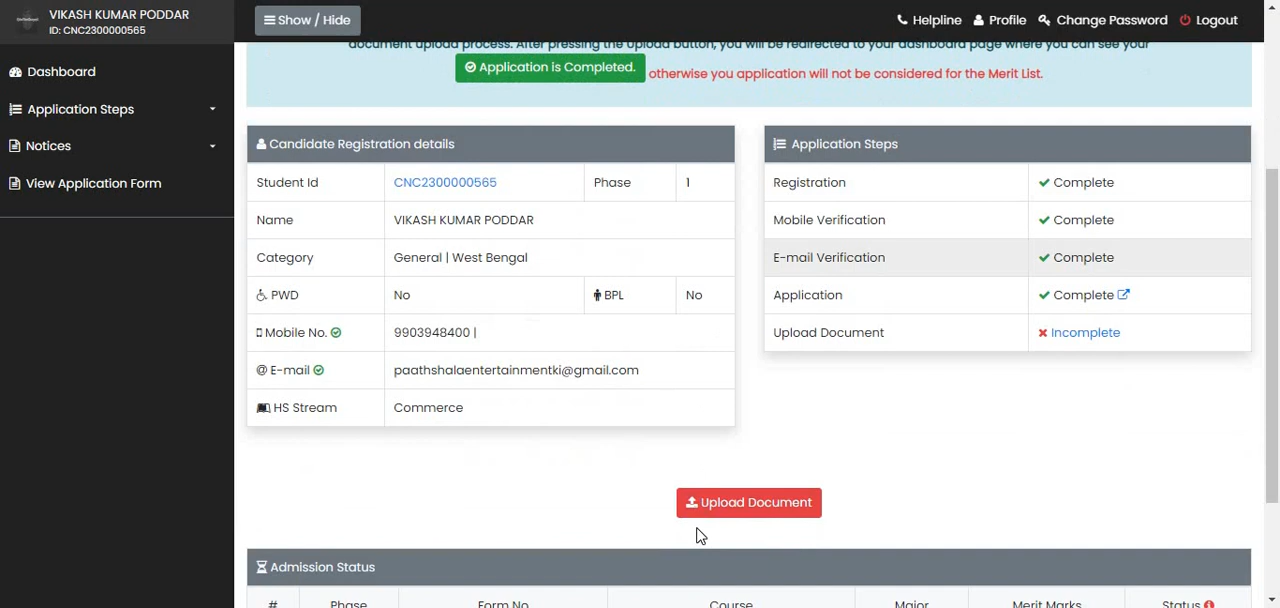 VIKASH KUMAR PODDAR
ID: CNC2300000565
Show / Hide
Helpline Profile Change Password Logout
Dashboard
Application Steps
Notices
View Application Form
document upload process. After pressing the Upload button, you will be redirected to your dashboard page where you can see your
Application is Completed. otherwise you application will not be considered for the Merit List.
Candidate Registration details
Student Id CNC2300000565 Phase 1
Name VIKASH KUMAR PODDAR
Category General | West Bengal
PWD No BPL No
Mobile No. 9903948400 |
@ E-mail paathshalaentertainmentki@gmail.com
HS Stream Commerce
Application Steps
Registration Complete
Mobile Verification Complete
E-mail Verification Complete
Application Complete
Upload Document Incomplete
Upload Document
Admission Status
# Phase Form No. Course Major Merit Marks Status